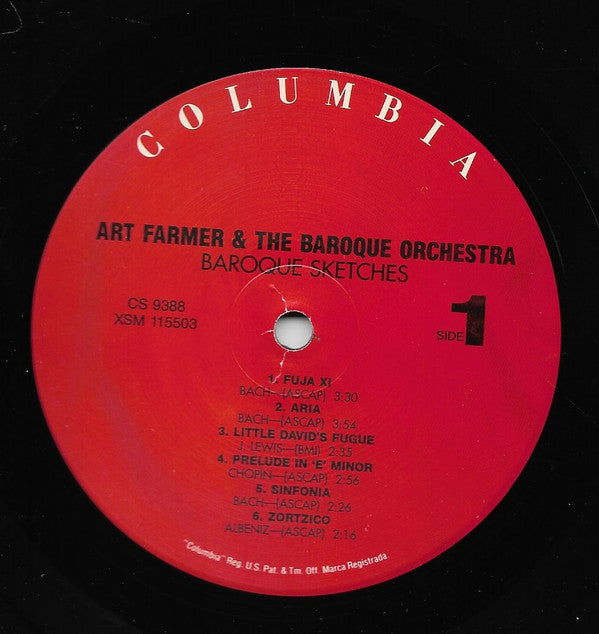 COLUMBIA
ART FARMER & THE BAROQUE ORCHESTRA
BAROQUE SKETCHES
CS 9388
XSM 115503
SIDE 1
1. FUJA XI
BACH—(ASCAP) 3:30
2. ARIA
BACH—(ASCAP) 3:54
3. LITTLE DAVID'S FUGUE
J. LEWIS—(BMI) 2:35
4. PRELUDE IN 'E' MINOR
CHOPIN—(ASCAP) 2:56
5. SINFONIA
BACH—(ASCAP) 2:26
6. ZORTZICO
ALBENIZ—(ASCAP) 2:16
"Columbia" Reg. U.S. Pat. & Tm. Off. Marca Registrada